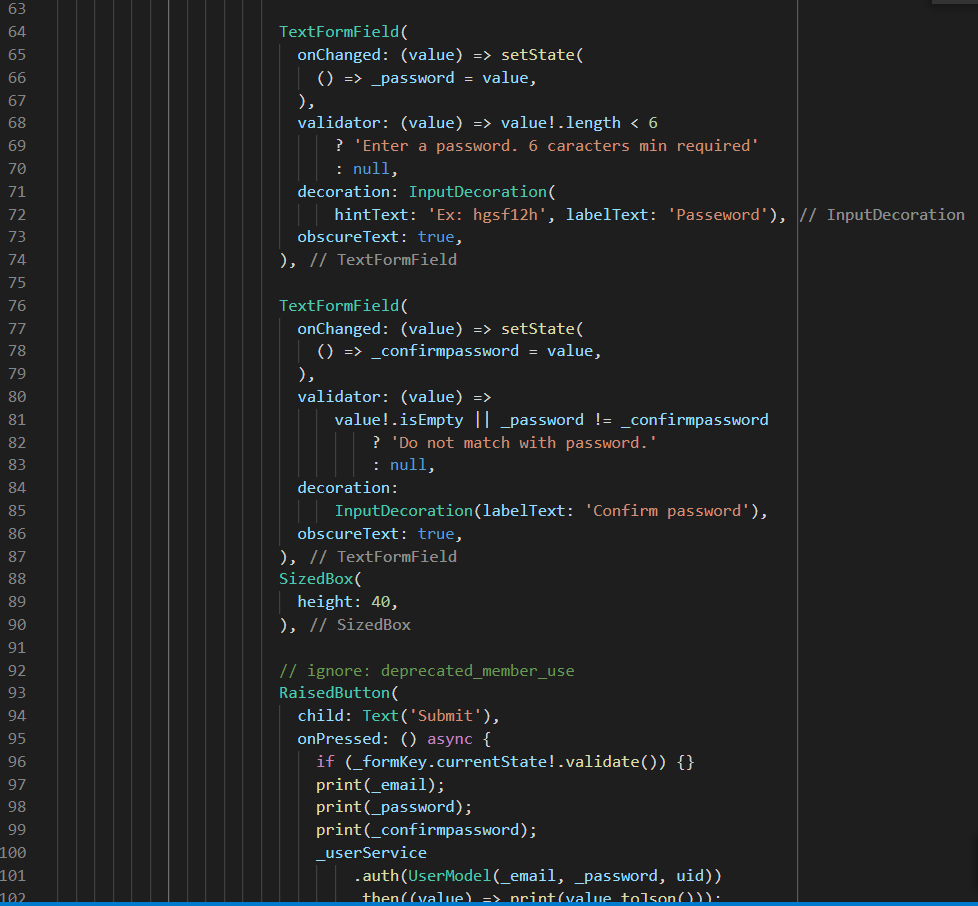 63
64 TextFormField(
65 onChanged: (value) => setState(
66 () => _password = value,
67 ),
68 validator: (value) => value!.length < 6
69 ? 'Enter a password. 6 caracters min required'
70 : null,
71 decoration: InputDecoration(
72 hintText: 'Ex: hgsf12h', labelText: 'Passeword'), // InputDecoration
73 obscureText: true,
74 ), // TextFormField
75
76 TextFormField(
77 onChanged: (value) => setState(
78 () => _confirmpassword = value,
79 ),
80 validator: (value) =>
81 value!.isEmpty || _password != _confirmpassword
82 ? 'Do not match with password.'
83 : null,
84 decoration:
85 InputDecoration(labelText: 'Confirm password'),
86 obscureText: true,
87 ), // TextFormField
88 SizedBox(
89 height: 40,
90 ), // SizedBox
91
92 // ignore: deprecated_member_use
93 RaisedButton(
94 child: Text('Submit'),
95 onPressed: () async {
96 if (_formKey.currentState!.validate()) {}
97 print(_email);
98 print(_password);
99 print(_confirmpassword);
100 _userService
101 .auth(UserModel(_email, _password, uid))
102 .then((value) => print(value.toJson()));